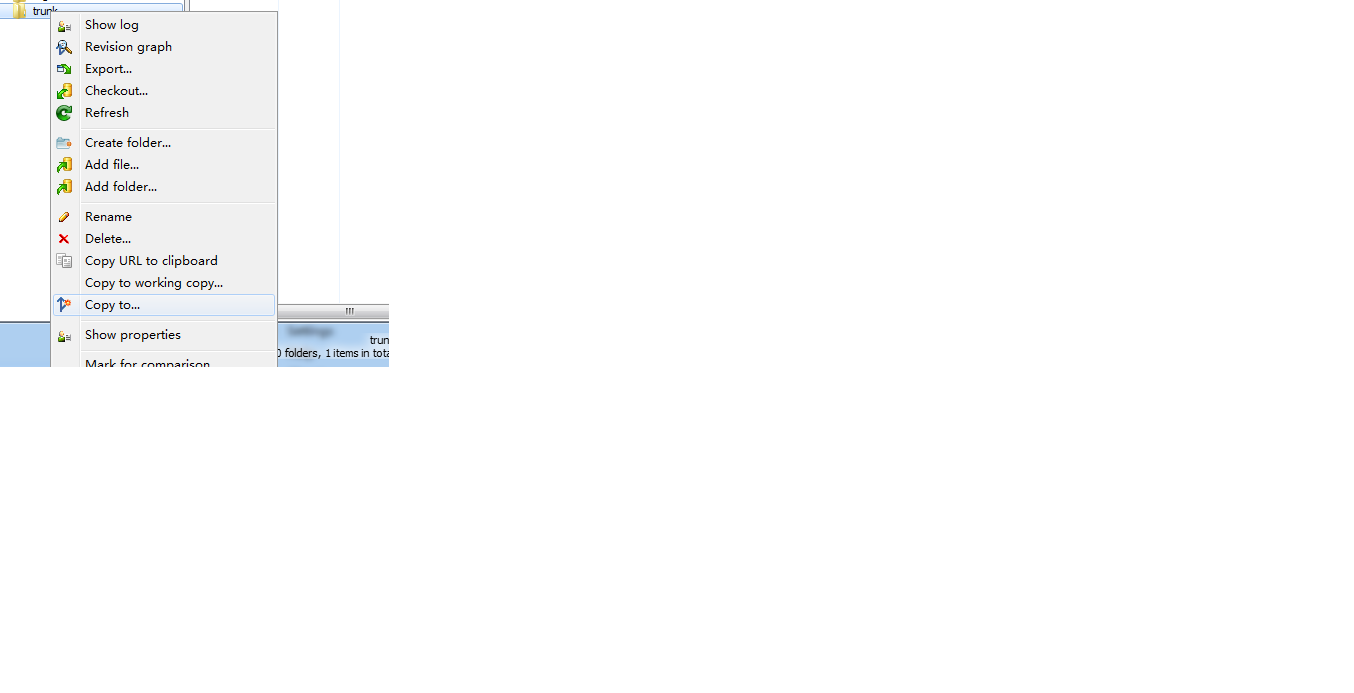 trunk
Show log
Revision graph
Export...
Checkout...
Refresh
Create folder...
Add file...
Add folder...
Rename
Delete...
Copy URL to clipboard
Copy to working copy...
Copy to...
Show properties
Mark for comparison
Settings
trun
0 folders, 1 items in tota